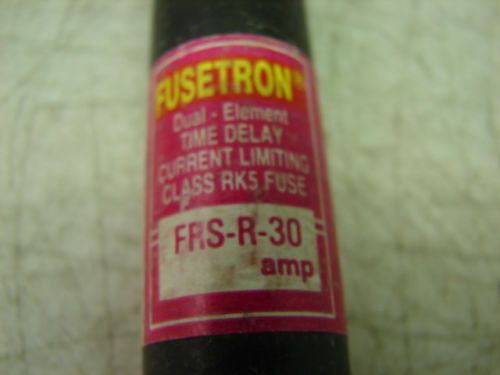 FUSETRON®
Dual - Element
TIME DELAY
CURRENT LIMITING
CLASS RK5 FUSE
FRS-R-30
amp